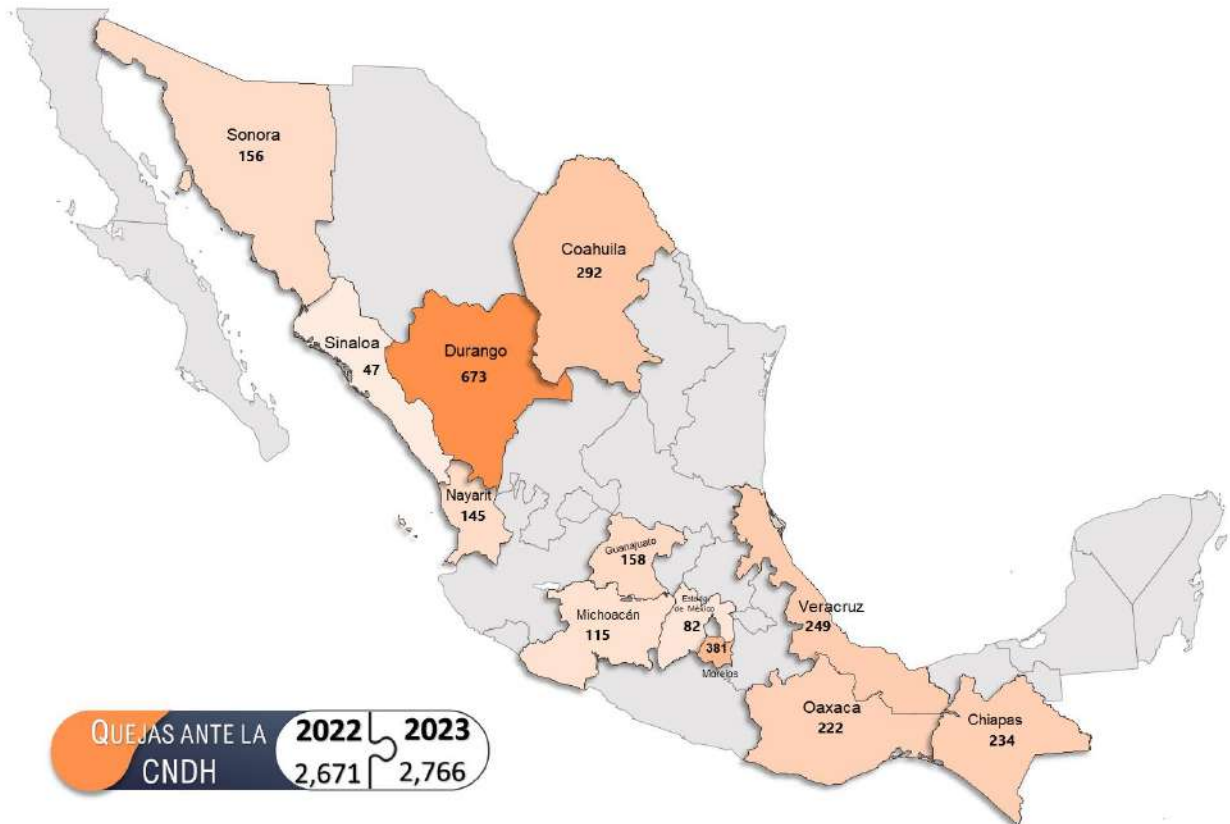 Sonora
156
Coahuila
292
Sinaloa
47
Durango
673
Nayarit
145
Guanajuato
158
Michoacán
115
Estado
de México
82
381
Morelos
Veracruz
249
Oaxaca
222
Chiapas
234
QUEJAS ANTE LA
CNDH
2022
2,671
2023
2,766